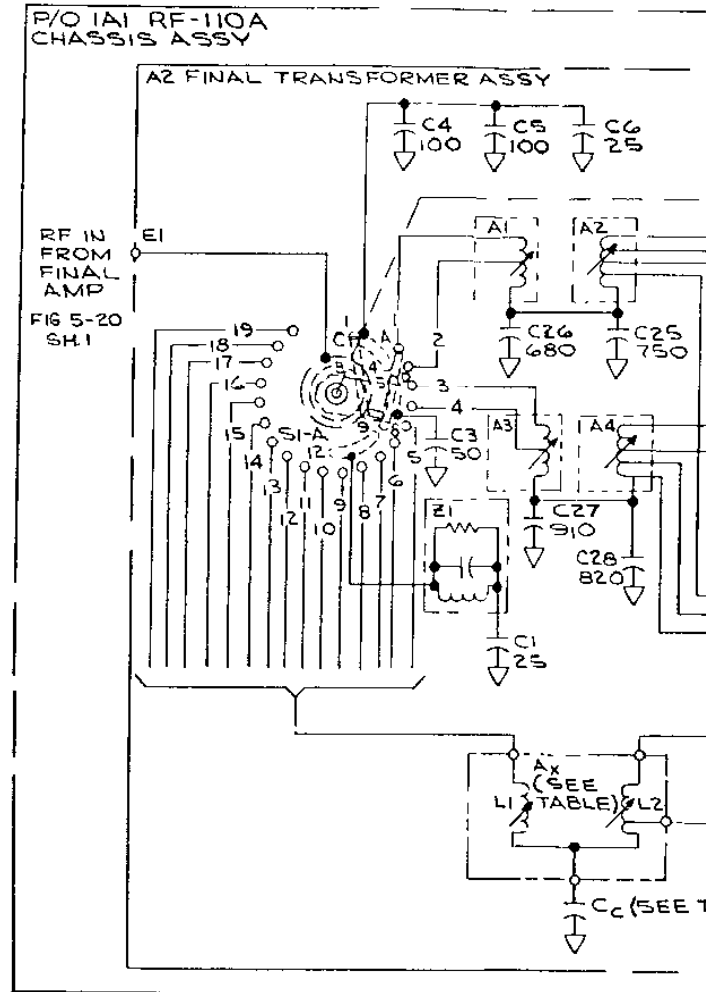 P/O 1A1 RF-110A
CHASSIS ASSY
A2 FINAL TRANSFORMER ASSY
C4
100
C5
100
C6
25
RF IN
FROM
FINAL
AMP
E1
FIG 5-20
SH.1
A1
A2
C26
680
C25
750
1
A
2
3
4
19
18
17
16
15
14
13
12
11
10
9
8
7
6
5
S1-A
12
C3
50
A3
A4
C27
910
C28
820
Z1
C1
25
AX
(SEE
TABLE)
L1
L2
CC (SEE T